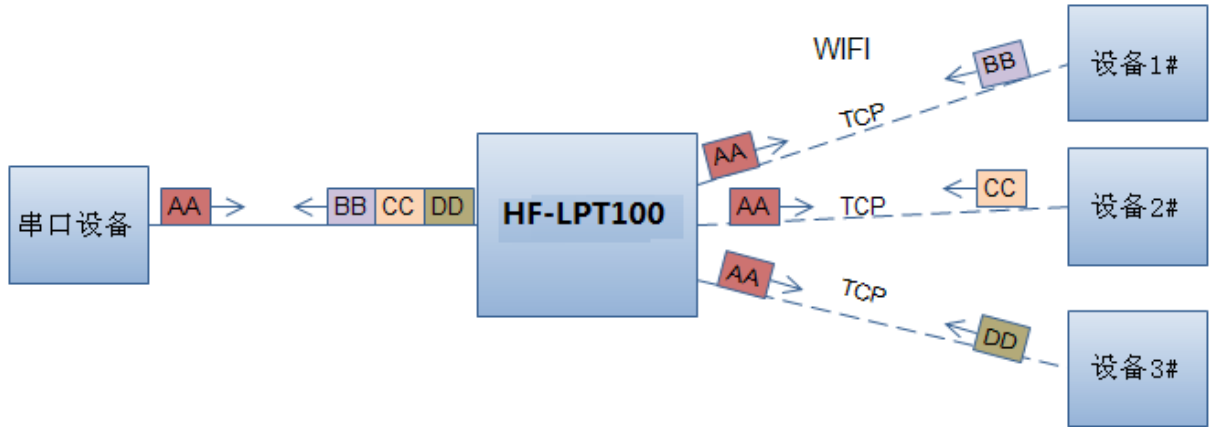 WIFI
BB
设备1#
TCP
AA
串口设备
AA
BB CC DD
HF-LPT100
AA
TCP
CC
设备2#
AA
TCP
DD
设备3#